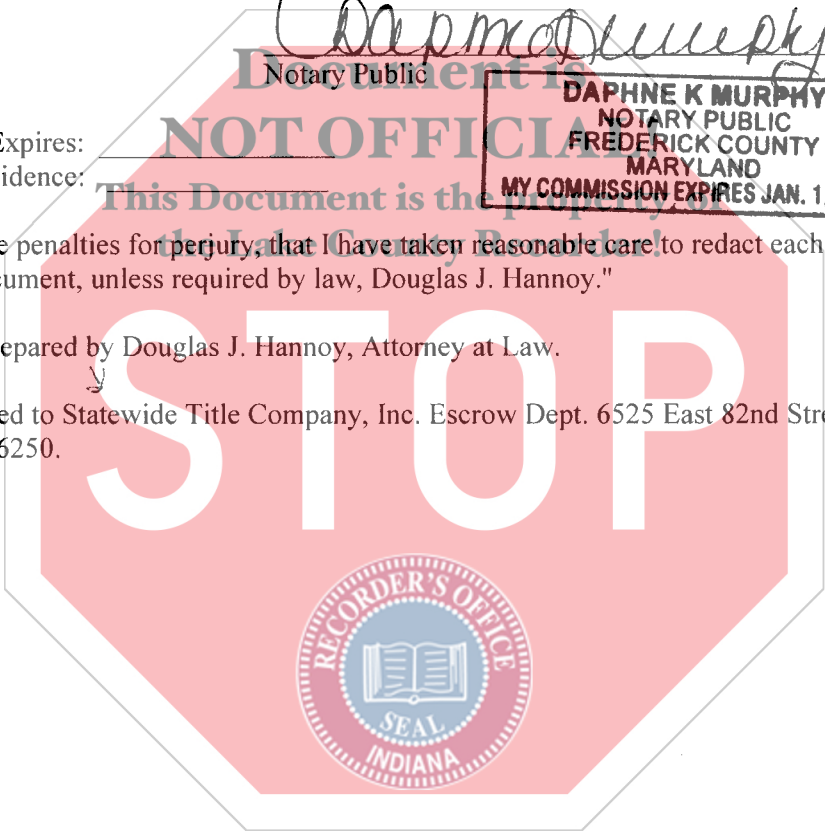 Daphne K Murphy
Document is
Notary Public
DAPHNE K MURPHY
NOTARY PUBLIC
FREDERICK COUNTY
MARYLAND
MY COMMISSION EXPIRES JAN. 1,
NOT OFFICIAL!
Expires:
idence:
This Document is the property of
the Lake County Recorder!
e penalties for perjury, that I have taken reasonable care to redact each
cument, unless required by law, Douglas J. Hannoy."
epared by Douglas J. Hannoy, Attorney at Law.
ed to Statewide Title Company, Inc. Escrow Dept. 6525 East 82nd Stre
6250.
STOP
RECORDER'S OFFICE
SEAL
INDIANA